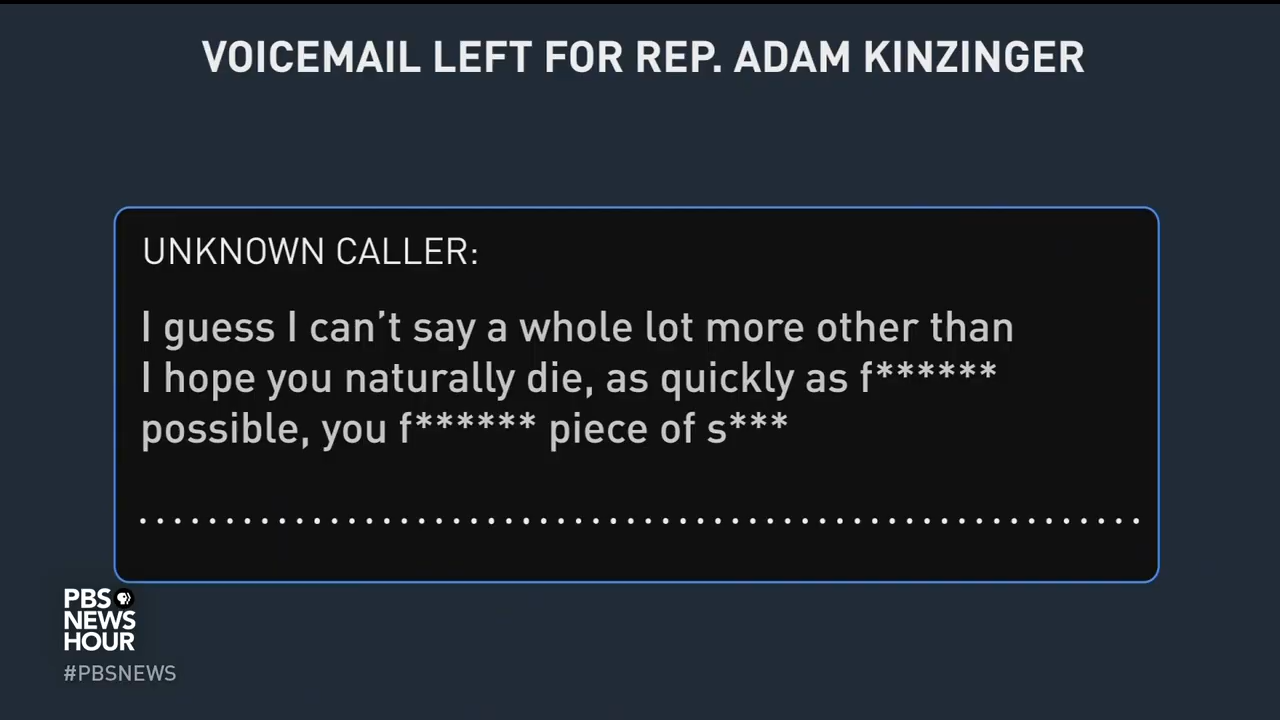 VOICEMAIL LEFT FOR REP. ADAM KINZINGER
UNKNOWN CALLER:
I guess I can’t say a whole lot more other than
I hope you naturally die, as quickly as f******
possible, you f****** piece of s***
PBS
NEWS
HOUR
#PBSNEWS